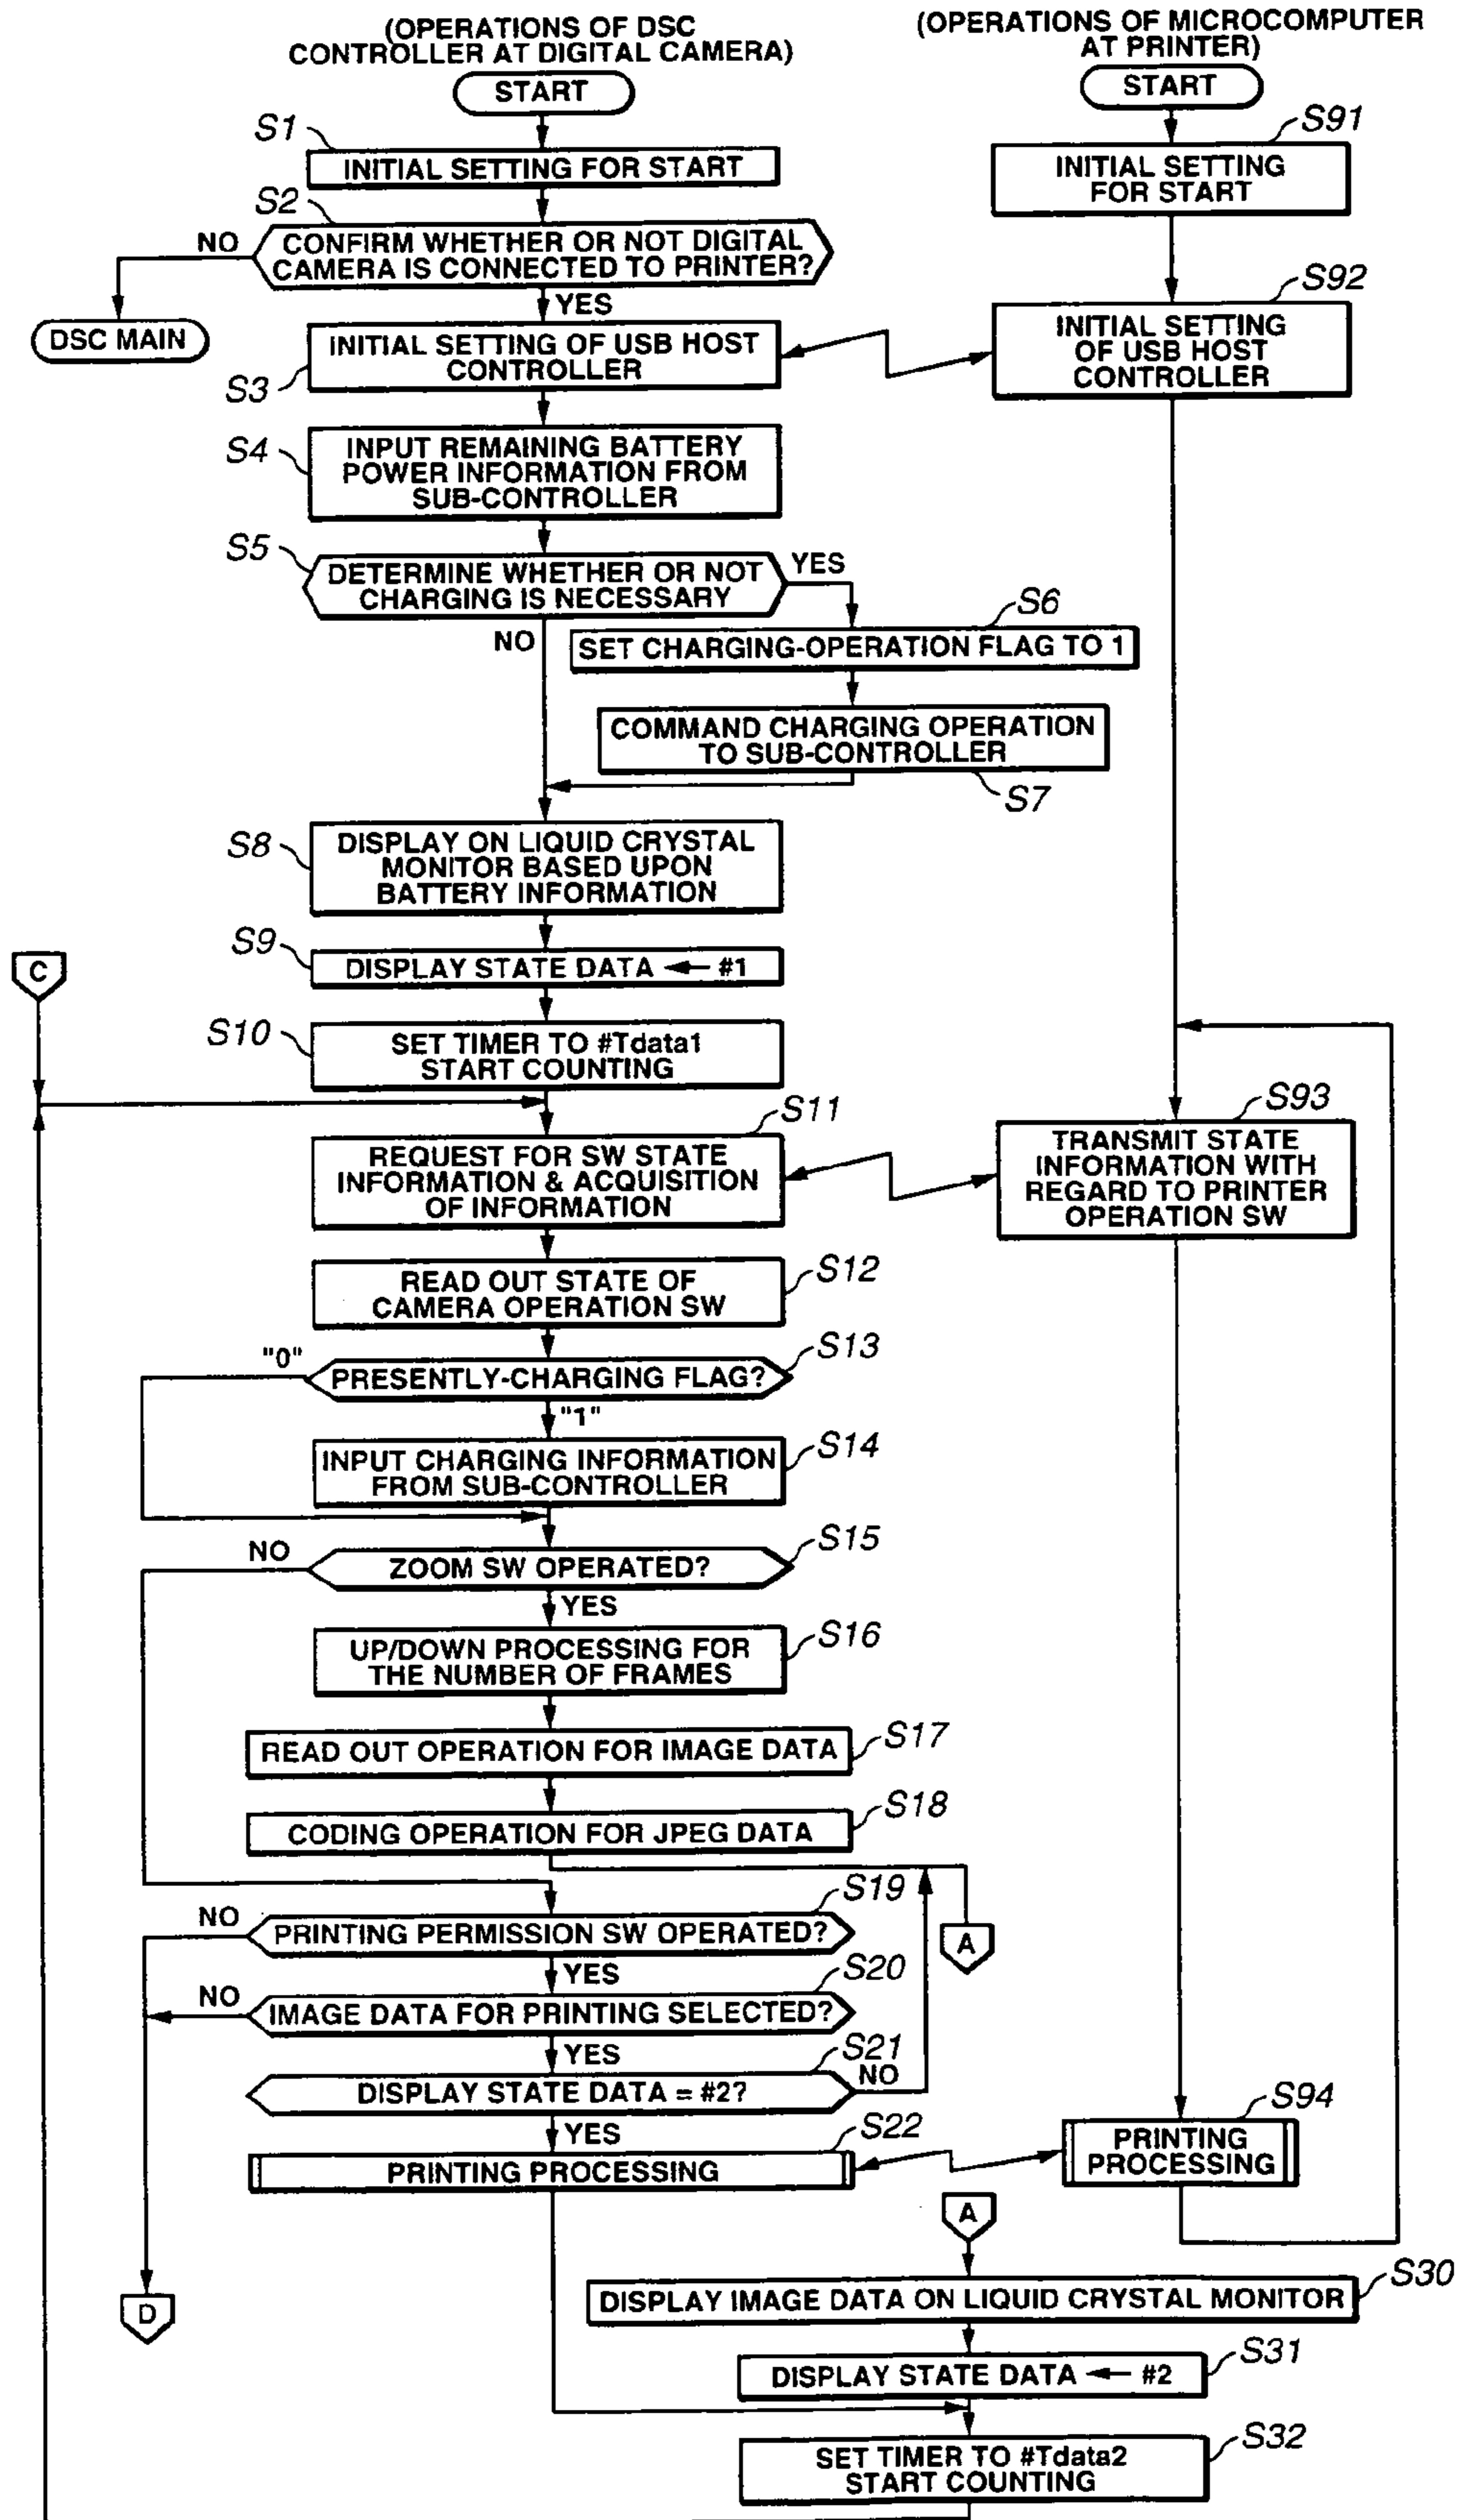 (OPERATIONS OF DSC
CONTROLLER AT DIGITAL CAMERA)
START
S1
INITIAL SETTING FOR START
S2
CONFIRM WHETHER OR NOT DIGITAL
CAMERA IS CONNECTED TO PRINTER?
NO
DSC MAIN
YES
INITIAL SETTING OF USB HOST
CONTROLLER
S3
S4
INPUT REMAINING BATTERY
POWER INFORMATION FROM
SUB-CONTROLLER
S5
DETERMINE WHETHER OR NOT
CHARGING IS NECESSARY
YES
NO
S6
SET CHARGING-OPERATION FLAG TO 1
COMMAND CHARGING OPERATION
TO SUB-CONTROLLER
S7
S8
DISPLAY ON LIQUID CRYSTAL
MONITOR BASED UPON
BATTERY INFORMATION
S9
DISPLAY STATE DATA ← #1
C
S10
SET TIMER TO #Tdata1
START COUNTING
S11
REQUEST FOR SW STATE
INFORMATION & ACQUISITION
OF INFORMATION
S12
READ OUT STATE OF
CAMERA OPERATION SW
S13
"0"
PRESENTLY-CHARGING FLAG?
"1"
S14
INPUT CHARGING INFORMATION
FROM SUB-CONTROLLER
S15
NO
ZOOM SW OPERATED?
YES
S16
UP/DOWN PROCESSING FOR
THE NUMBER OF FRAMES
S17
READ OUT OPERATION FOR IMAGE DATA
S18
CODING OPERATION FOR JPEG DATA
S19
NO
PRINTING PERMISSION SW OPERATED?
A
YES
S20
NO
IMAGE DATA FOR PRINTING SELECTED?
YES
S21
NO
DISPLAY STATE DATA = #2?
YES
S22
PRINTING PROCESSING
D
(OPERATIONS OF MICROCOMPUTER
AT PRINTER)
START
S91
INITIAL SETTING
FOR START
S92
INITIAL SETTING
OF USB HOST
CONTROLLER
S93
TRANSMIT STATE
INFORMATION WITH
REGARD TO PRINTER
OPERATION SW
S94
PRINTING
PROCESSING
A
S30
DISPLAY IMAGE DATA ON LIQUID CRYSTAL MONITOR
S31
DISPLAY STATE DATA ← #2
S32
SET TIMER TO #Tdata2
START COUNTING